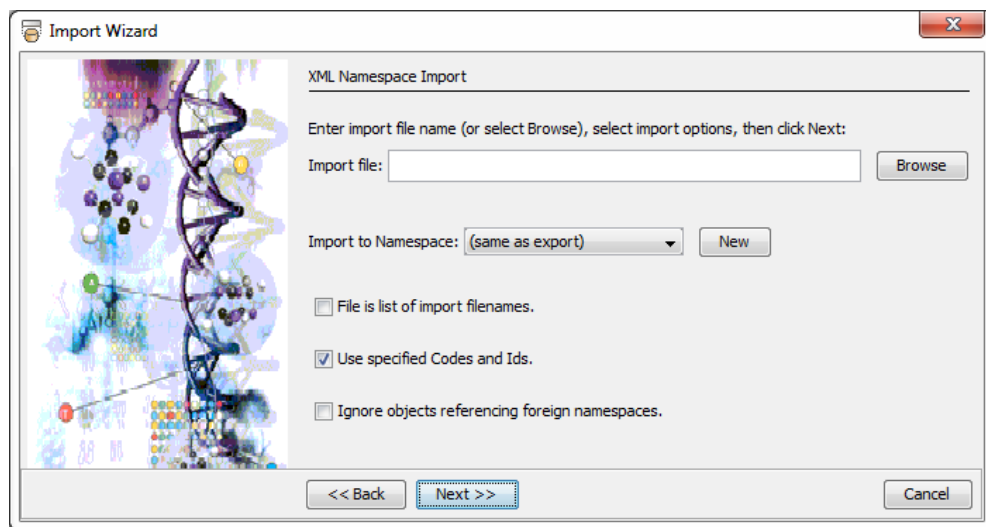 Import Wizard
XML Namespace Import
Enter import file name (or select Browse), select import options, then click Next:
Import file:
Browse
Import to Namespace: (same as export) New
File is list of import filenames.
Use specified Codes and Ids.
Ignore objects referencing foreign namespaces.
<< Back Next >> Cancel